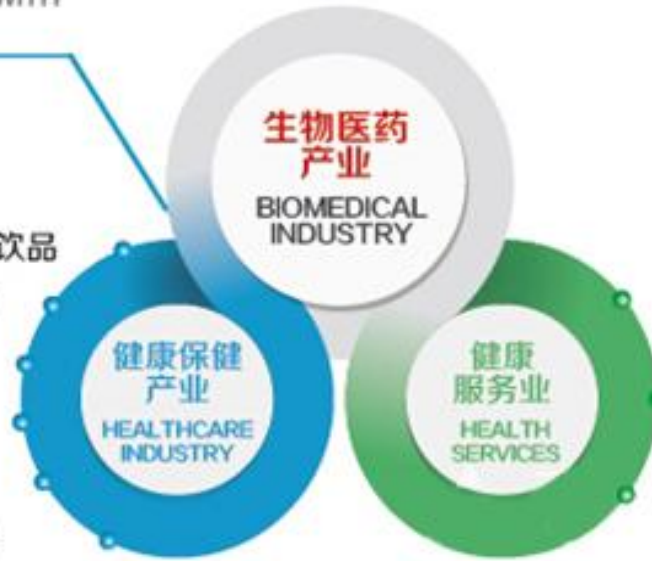 生物医药
产业
BIOMEDICAL
INDUSTRY
饮品
健康保健
产业
HEALTHCARE
INDUSTRY
健康
服务业
HEALTH
SERVICES